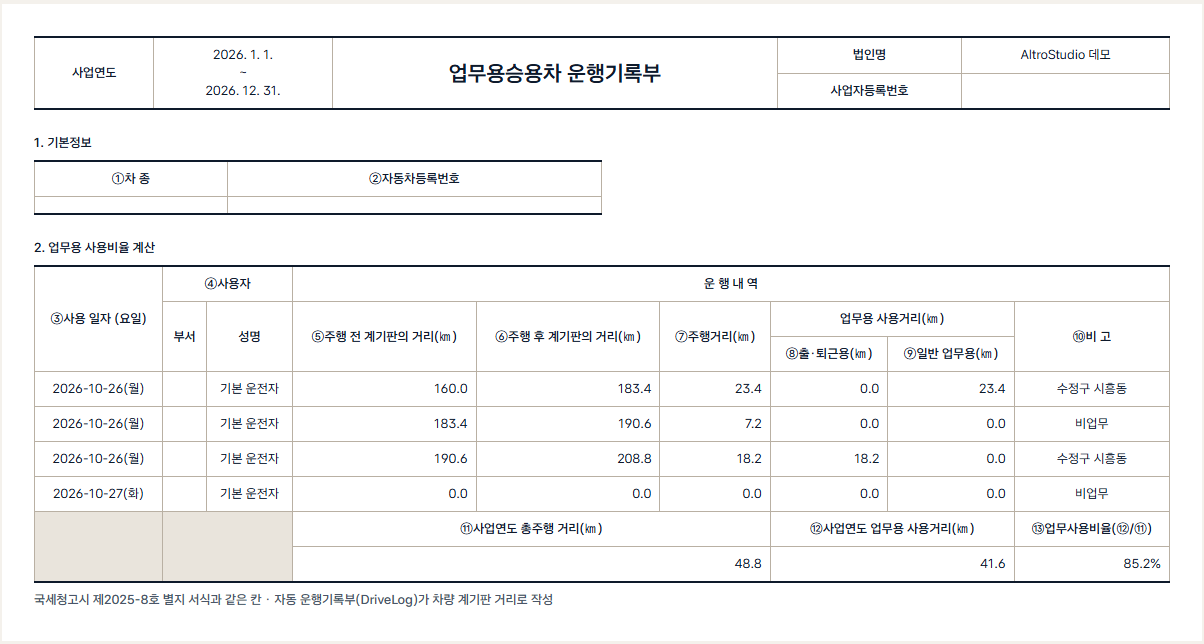 사업연도
2026. 1. 1.
~
2026. 12. 31.
업무용승용차 운행기록부
법인명
AltroStudio 데모
사업자등록번호
1. 기본정보
①차 종
②자동차등록번호
2. 업무용 사용비율 계산
③사용 일자 (요일)
④사용자
운 행 내 역
부서
성명
⑤주행 전 계기판의 거리(㎞)
⑥주행 후 계기판의 거리(㎞)
⑦주행거리(㎞)
업무용 사용거리(㎞)
⑧출·퇴근용(㎞)
⑨일반 업무용(㎞)
⑩비 고
2026-10-26(월) 기본 운전자 160.0 183.4 23.4 0.0 23.4 수정구 시흥동
2026-10-26(월) 기본 운전자 183.4 190.6 7.2 0.0 0.0 비업무
2026-10-26(월) 기본 운전자 190.6 208.8 18.2 18.2 0.0 수정구 시흥동
2026-10-27(화) 기본 운전자 0.0 0.0 0.0 0.0 0.0 비업무
⑪사업연도 총주행 거리(㎞) ⑫사업연도 업무용 사용거리(㎞) ⑬업무사용비율(⑫/⑪)
48.8 41.6 85.2%
국세청고시 제2025-8호 별지 서식과 같은 칸 · 자동 운행기록부(DriveLog)가 차량 계기판 거리로 작성